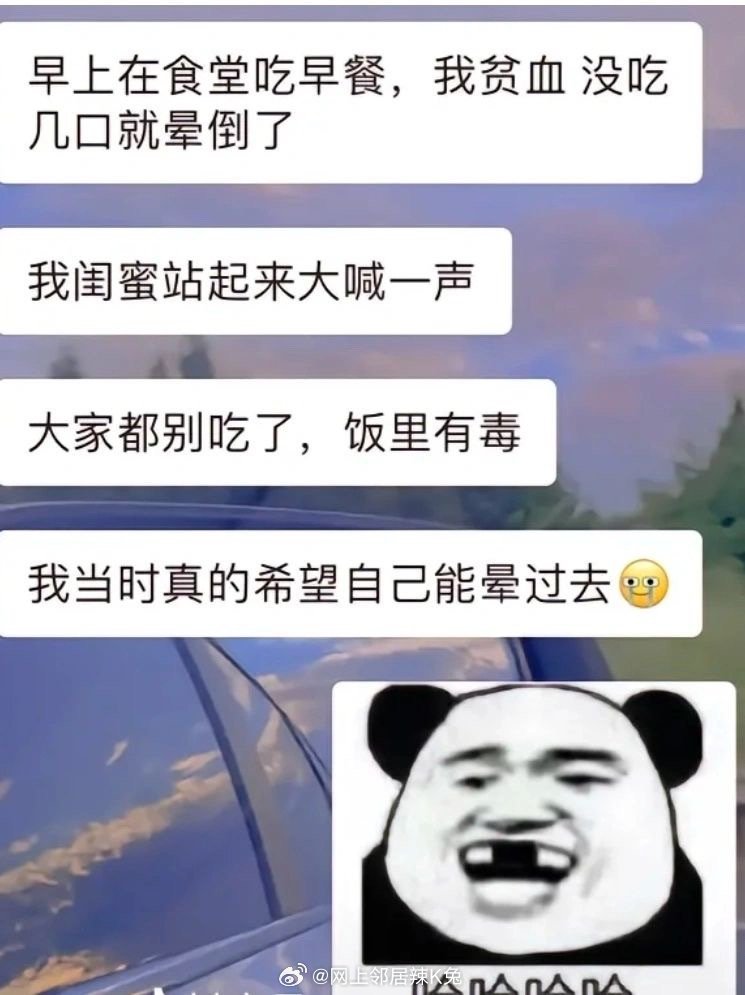 早上在食堂吃早餐，我贫血 没吃
几口就晕倒了
我闺蜜站起来大喊一声
大家都别吃了，饭里有毒
我当时真的希望自己能晕过去
@网上邻居辣K兔
哈哈哈哈